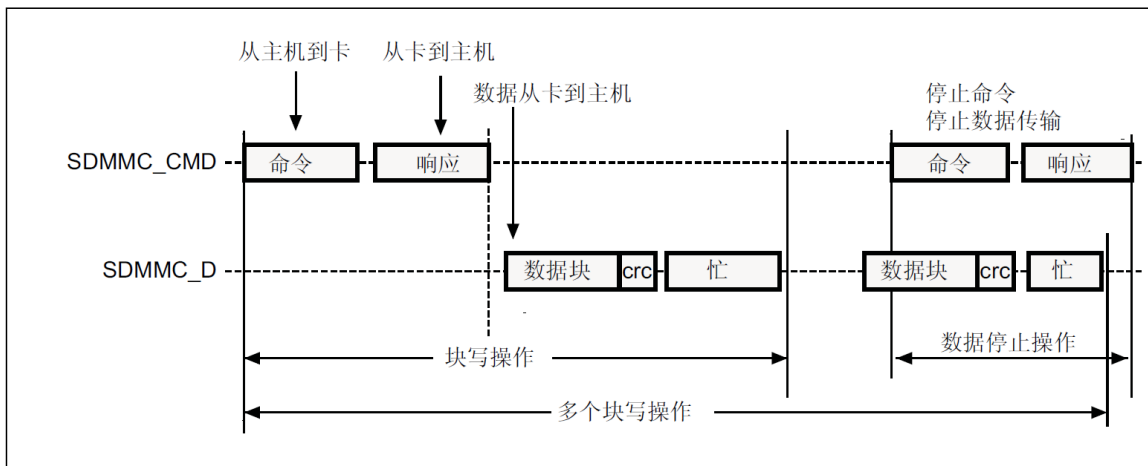 从主机到卡
从卡到主机
数据从卡到主机
停止命令
停止数据传输
SDMMC_CMD
命令
响应
命令
响应
SDMMC_D
数据块
crc
忙
数据块
crc
忙
块写操作
数据停止操作
多个块写操作